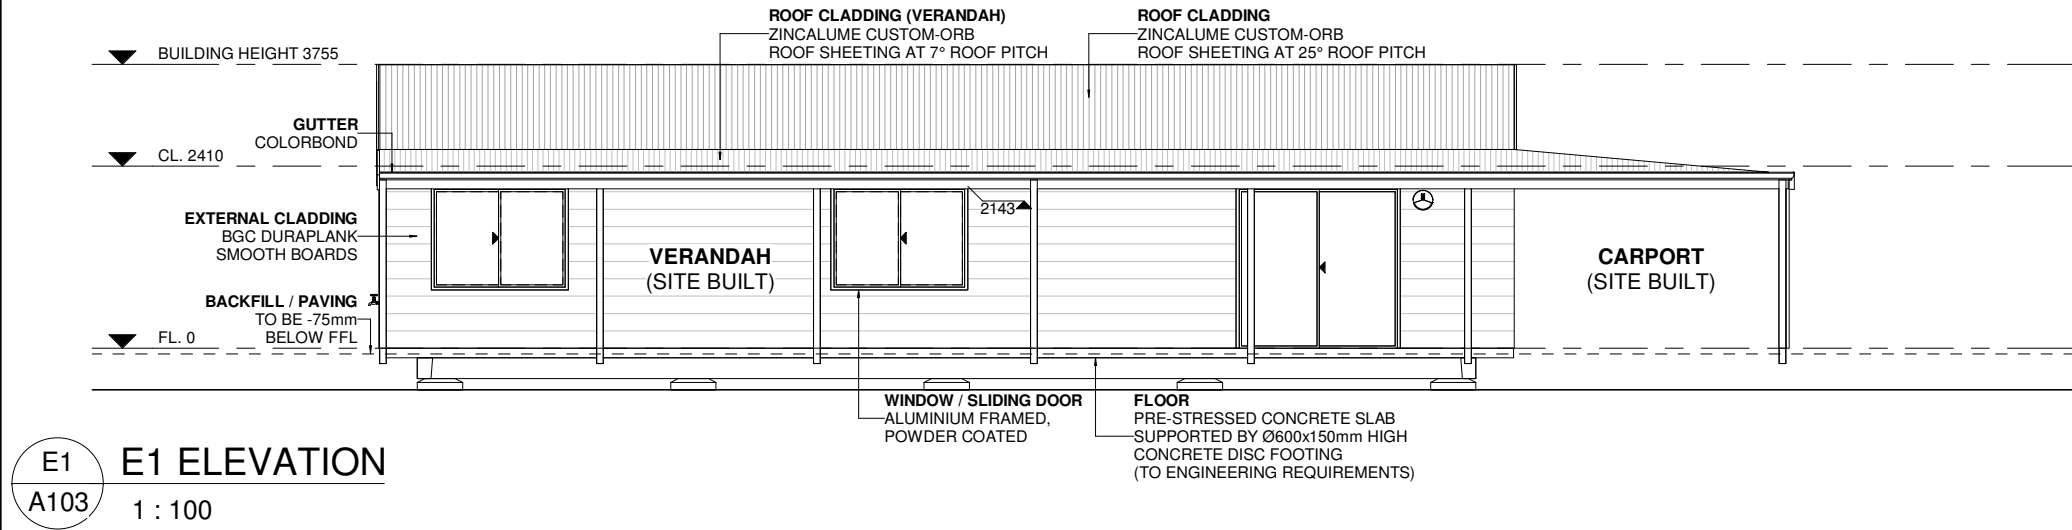 ROOF CLADDING (VERANDAH)
ZINCALUME CUSTOM-ORB
ROOF SHEETING AT 7° ROOF PITCH
ROOF CLADDING
ZINCALUME CUSTOM-ORB
ROOF SHEETING AT 25° ROOF PITCH
BUILDING HEIGHT 3755
GUTTER
COLORBOND
CL. 2410
EXTERNAL CLADDING
BGC DURAPLANK
SMOOTH BOARDS
2143
VERANDAH
(SITE BUILT)
CARPORT
(SITE BUILT)
BACKFILL / PAVING
TO BE -75mm
BELOW FFL
FL. 0
WINDOW / SLIDING DOOR
ALUMINIUM FRAMED,
POWDER COATED
FLOOR
PRE-STRESSED CONCRETE SLAB
SUPPORTED BY Ø600x150mm HIGH
CONCRETE DISC FOOTING
(TO ENGINEERING REQUIREMENTS)
E1
A103
E1 ELEVATION
1 : 100